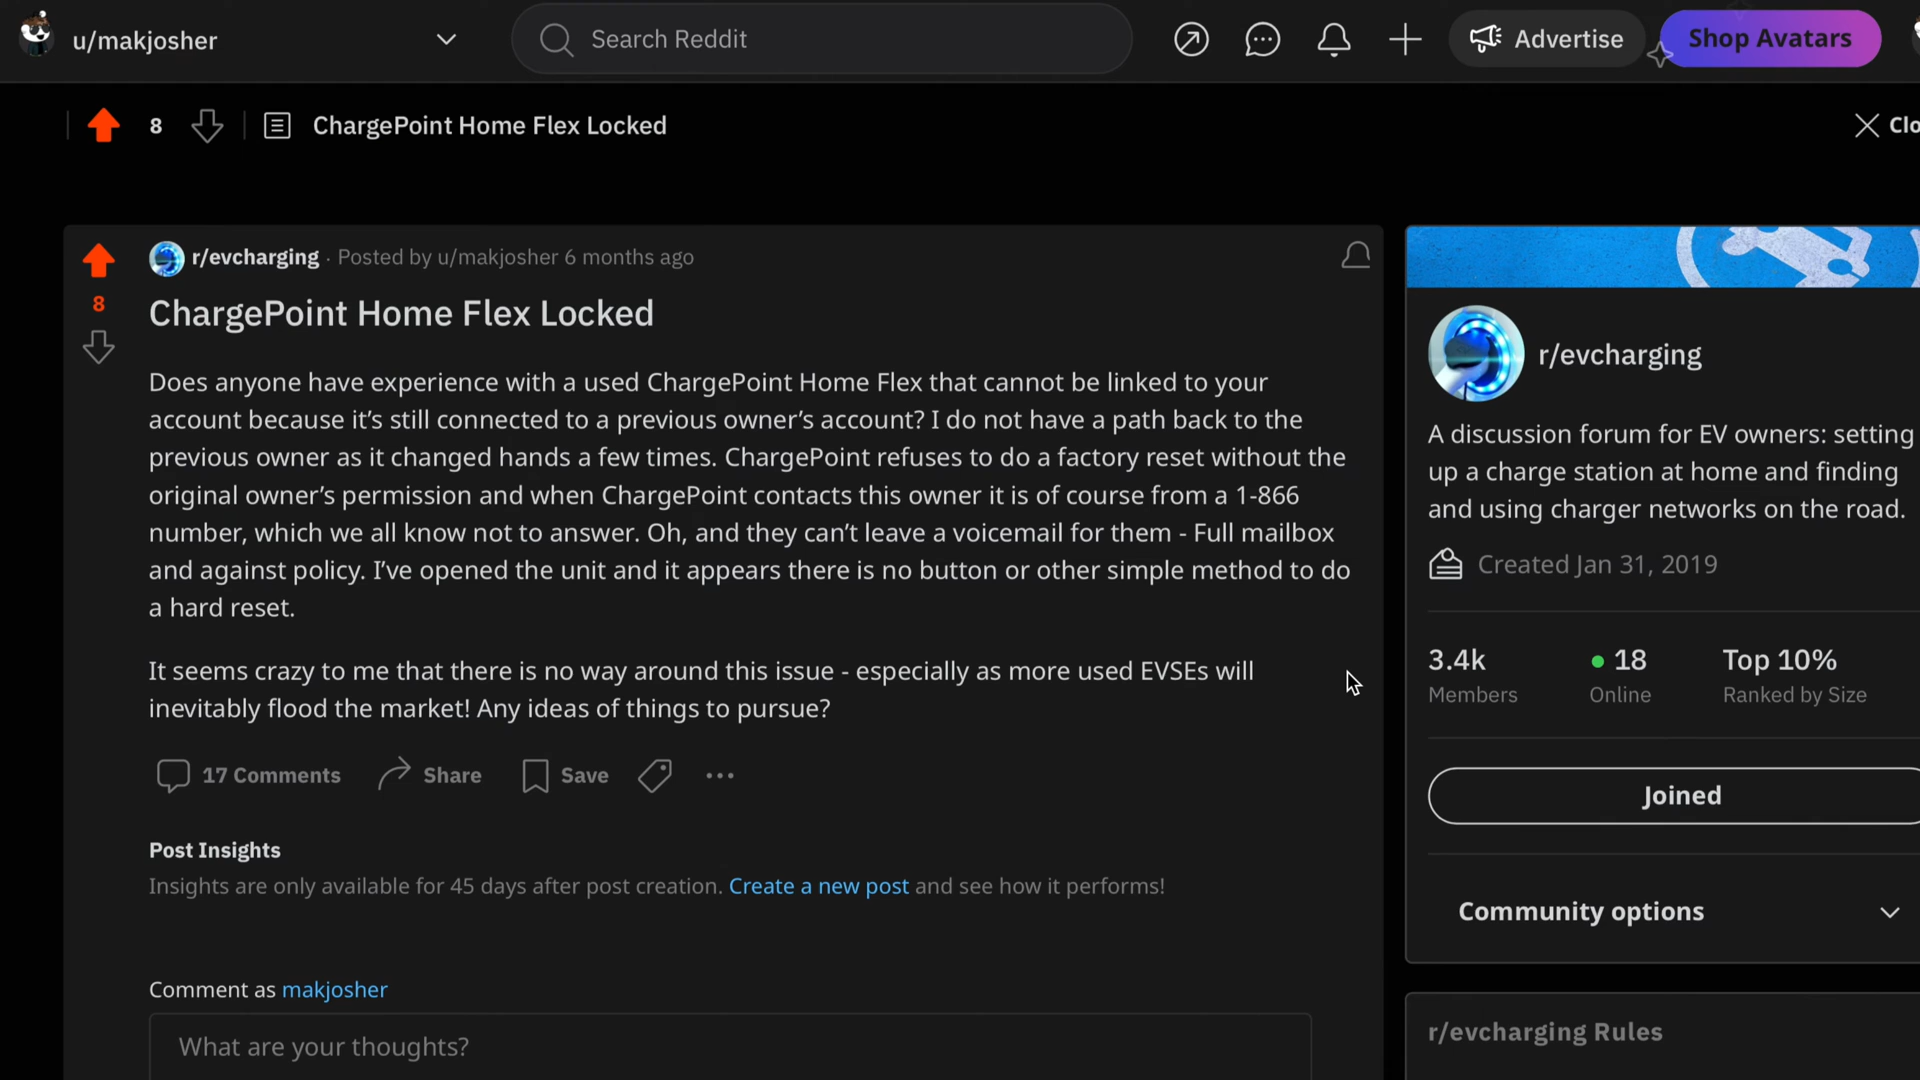 u/makjosher
Search Reddit
Advertise
Shop Avatars
8
ChargePoint Home Flex Locked
Clo
r/evcharging · Posted by u/makjosher 6 months ago
8
ChargePoint Home Flex Locked
Does anyone have experience with a used ChargePoint Home Flex that cannot be linked to your
account because it’s still connected to a previous owner’s account? I do not have a path back to the
previous owner as it changed hands a few times. ChargePoint refuses to do a factory reset without the
original owner’s permission and when ChargePoint contacts this owner it is of course from a 1-866
number, which we all know not to answer. Oh, and they can’t leave a voicemail for them - Full mailbox
and against policy. I’ve opened the unit and it appears there is no button or other simple method to do
a hard reset.
It seems crazy to me that there is no way around this issue - especially as more used EVSEs will
inevitably flood the market! Any ideas of things to pursue?
17 Comments
Share
Save
Post Insights
Insights are only available for 45 days after post creation. Create a new post and see how it performs!
Comment as makjosher
What are your thoughts?
r/evcharging
A discussion forum for EV owners: setting
up a charge station at home and finding
and using charger networks on the road.
Created Jan 31, 2019
3.4k
18
Top 10%
Members
Online
Ranked by Size
Joined
Community options
r/evcharging Rules